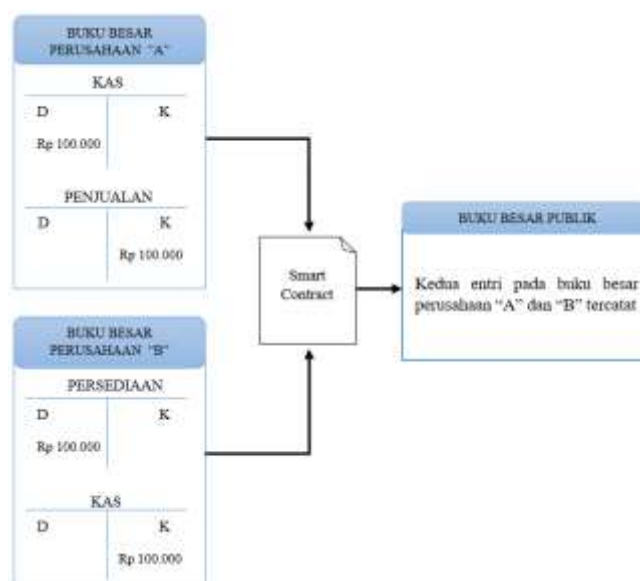 BUKU BESAR
PERUSAHAAN "A"
KAS
D K
Rp 100.000
PENJUALAN
D K
Rp 100.000
BUKU BESAR
PERUSAHAAN "B"
PERSEDIAAN
D K
Rp 100.000
KAS
D K
Rp 100.000
Smart
Contract
BUKU BESAR PUBLIK
Kedua entri pada buku besar
perusahaan "A" dan "B" tercatat